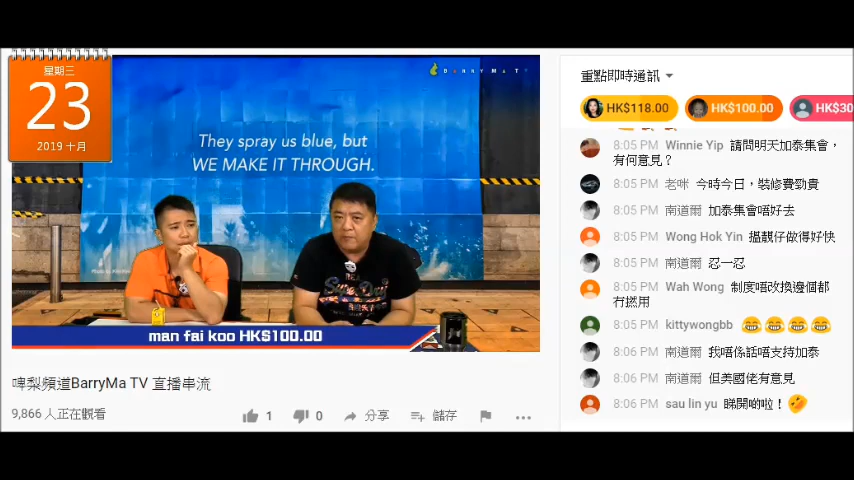 星期三
23
2019 十月
BARRY MA TV
They spray us blue, but
WE MAKE IT THROUGH.
man fai koo HK$100.00
啤梨頻道BarryMa TV 直播串流
9,866 人正在觀看
1
0
分享
儲存
重點即時通訊
HK$118.00
HK$100.00
HK$30
8:05 PM Winnie Yip 請問明天加泰集會，
有何意見？
8:05 PM 老咪 今時今日，裝修費勁貴
8:05 PM 南道爾 加泰集會唔好去
8:05 PM Wong Hok Yin 搵靚仔做得好快
8:05 PM 南道爾 忍一忍
8:05 PM Wah Wong 制度唔改換邊個都
冇撚用
8:05 PM kittywongbb 😂😂😂😂
8:06 PM 南道爾 我唔係話唔支持加泰
8:06 PM 南道爾 但美國佬有意見
8:06 PM sau lin yu 睇開啲啦！